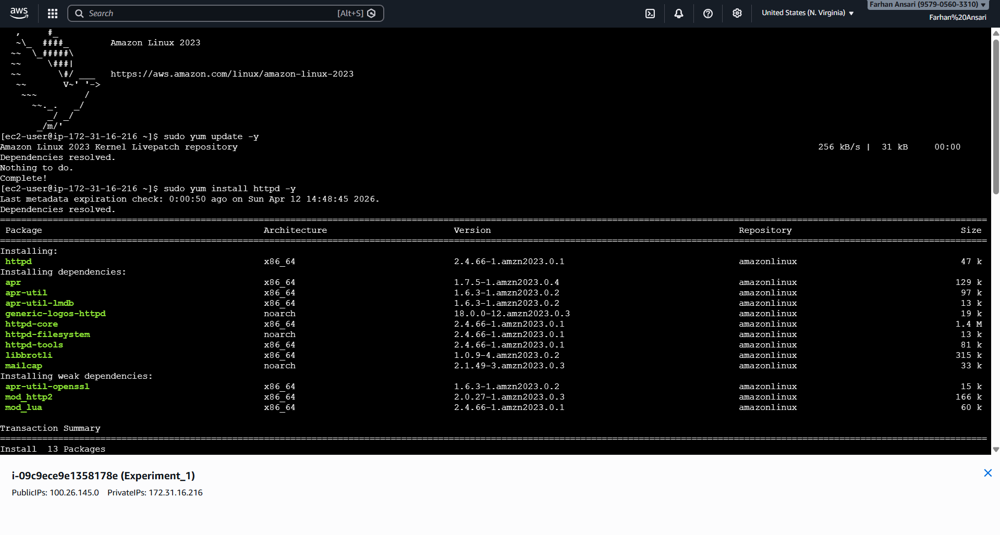 aws
Search [Alt+S]
United States (N. Virginia)
Farhan Ansari (9579-0560-3310)
Farhan%20Ansari
   ,     #_
   ~\_  ####_        Amazon Linux 2023
  ~~  \_#####\
  ~~     \###|
  ~~       \#/ ___   https://aws.amazon.com/linux/amazon-linux-2023
   ~~       V~' '->
    ~~~         /
      ~~._.   _/
         _/ _/
       _/m/'
[ec2-user@ip-172-31-16-216 ~]$ sudo yum update -y
Amazon Linux 2023 Kernel Livepatch repository 256 kB/s | 31 kB 00:00
Dependencies resolved.
Nothing to do.
Complete!
[ec2-user@ip-172-31-16-216 ~]$ sudo yum install httpd -y
Last metadata expiration check: 0:00:50 ago on Sun Apr 12 14:48:45 2026.
Dependencies resolved.
Package Architecture Version Repository Size
Installing:
httpd x86_64 2.4.66-1.amzn2023.0.1 amazonlinux 47 k
Installing dependencies:
apr x86_64 1.7.5-1.amzn2023.0.4 amazonlinux 129 k
apr-util x86_64 1.6.3-1.amzn2023.0.2 amazonlinux 97 k
apr-util-lmdb x86_64 1.6.3-1.amzn2023.0.2 amazonlinux 13 k
generic-logos-httpd noarch 18.0.0-12.amzn2023.0.3 amazonlinux 19 k
httpd-core x86_64 2.4.66-1.amzn2023.0.1 amazonlinux 1.4 M
httpd-filesystem noarch 2.4.66-1.amzn2023.0.1 amazonlinux 13 k
httpd-tools x86_64 2.4.66-1.amzn2023.0.1 amazonlinux 81 k
libbrotli x86_64 1.0.9-4.amzn2023.0.2 amazonlinux 315 k
mailcap noarch 2.1.49-3.amzn2023.0.3 amazonlinux 33 k
Installing weak dependencies:
apr-util-openssl x86_64 1.6.3-1.amzn2023.0.2 amazonlinux 15 k
mod_http2 x86_64 2.0.27-1.amzn2023.0.3 amazonlinux 166 k
mod_lua x86_64 2.4.66-1.amzn2023.0.1 amazonlinux 60 k
Transaction Summary
Install 13 Packages
i-09c9ece9e1358178e (Experiment_1)
PublicIPs: 100.26.145.0 PrivateIPs: 172.31.16.216